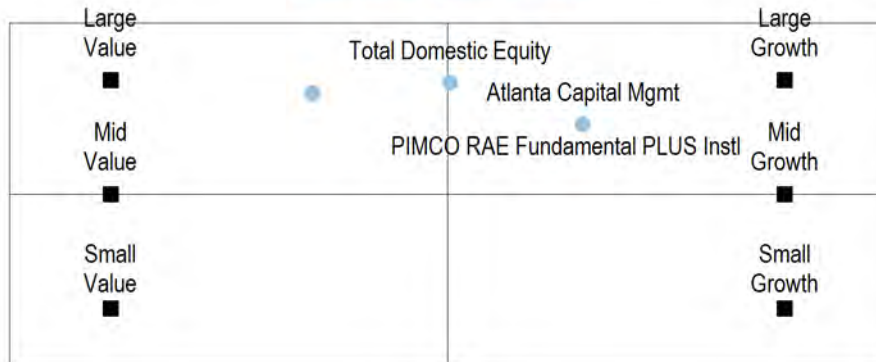 Large
Value
Large
Growth
Total Domestic Equity
Atlanta Capital Mgmt
Mid
Value
Mid
Growth
PIMCO RAE Fundamental PLUS Instl
Small
Value
Small
Growth